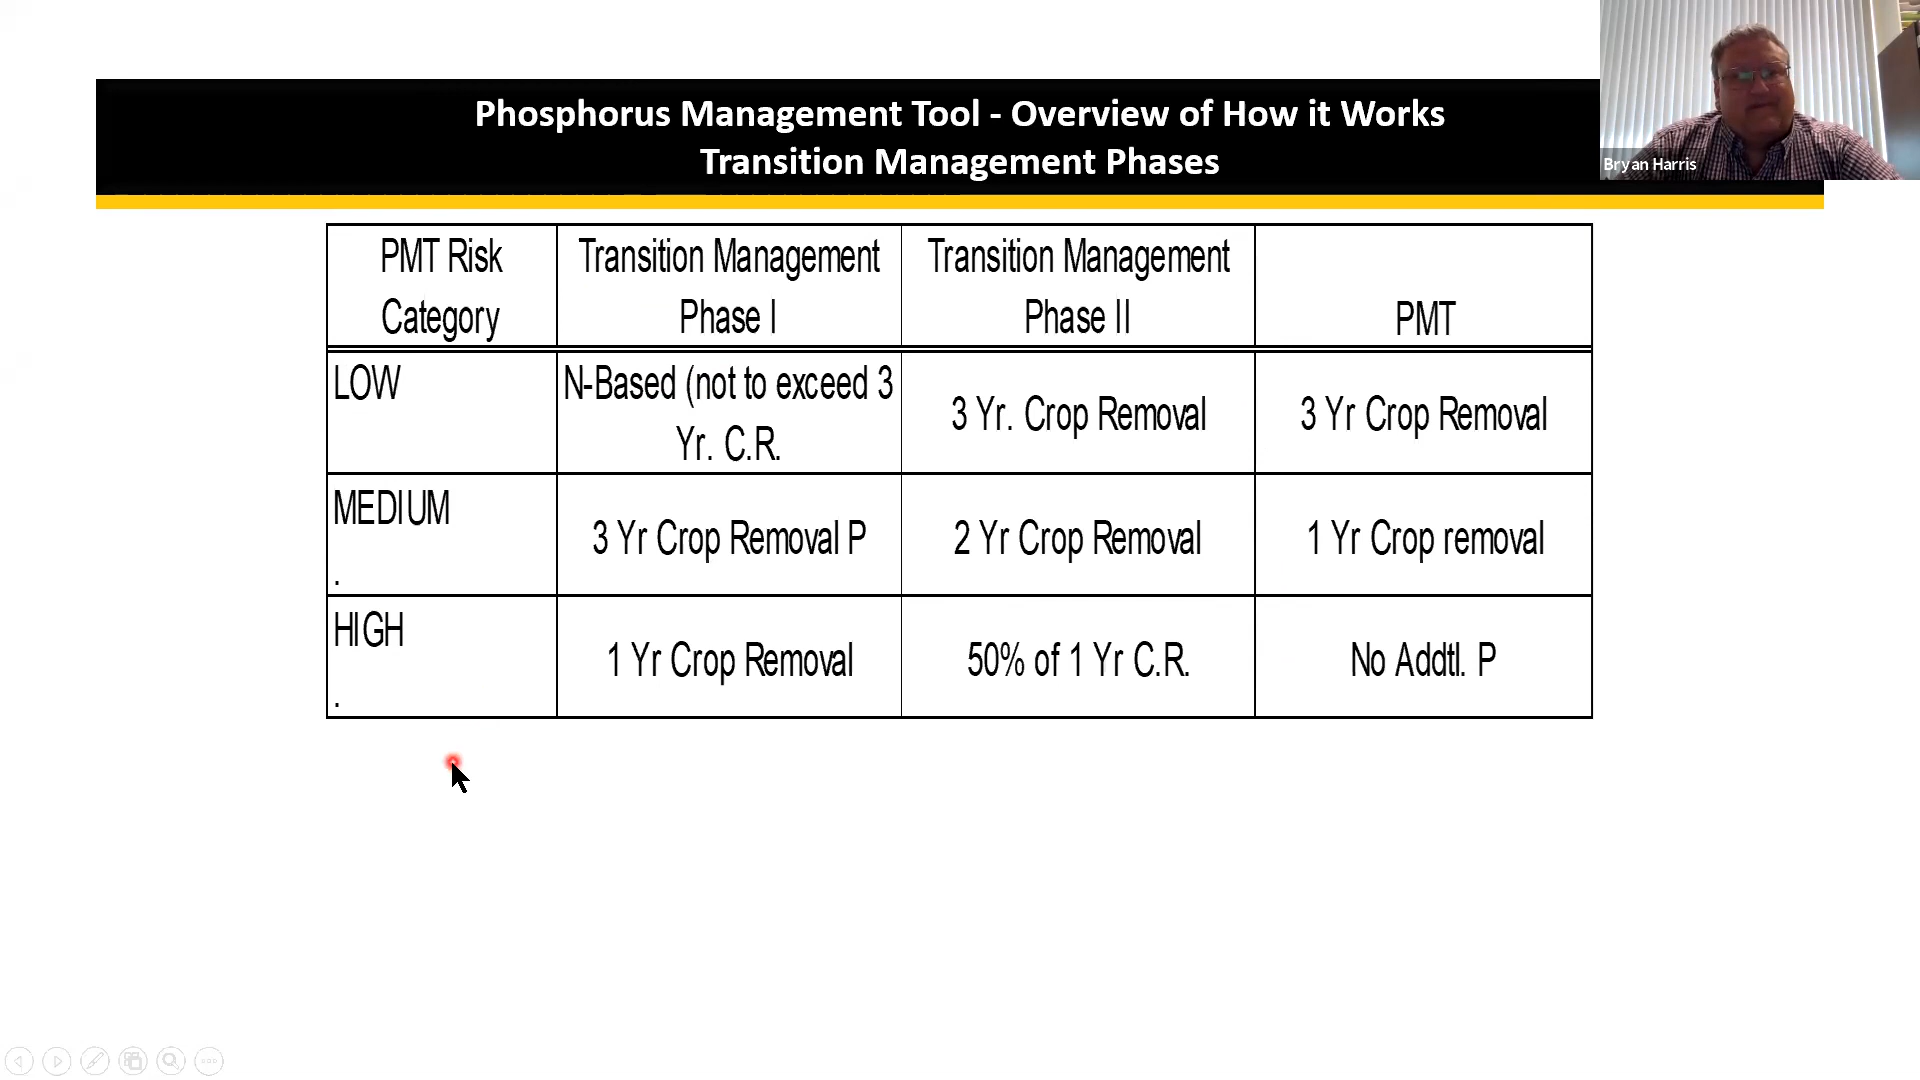 Phosphorus Management Tool - Overview of How it Works
Transition Management Phases
Bryan Harris
PMT Risk
Category
Transition Management
Phase I
Transition Management
Phase II
PMT
LOW
N-Based (not to exceed 3
Yr. C.R.
3 Yr. Crop Removal
3 Yr Crop Removal
MEDIUM
.
3 Yr Crop Removal P
2 Yr Crop Removal
1 Yr Crop removal
HIGH
.
1 Yr Crop Removal
50% of 1 Yr C.R.
No Addtl. P